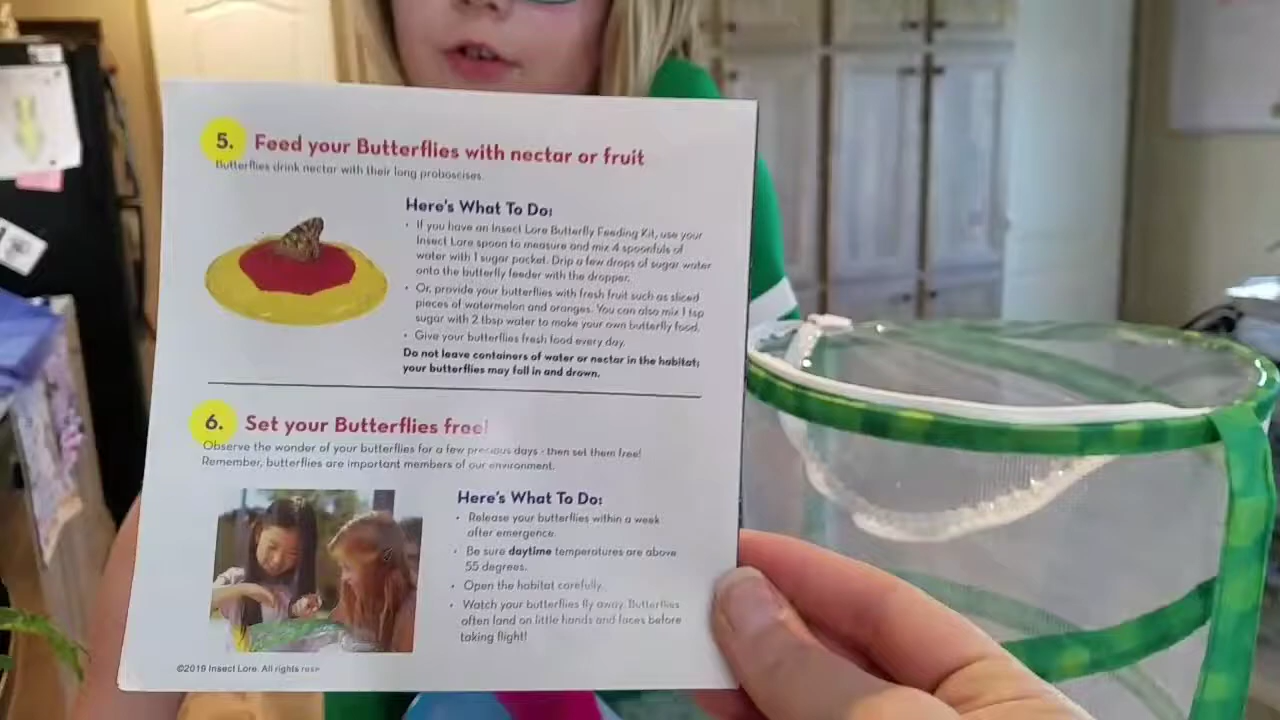 5. Feed your Butterflies with nectar or fruit
Butterflies drink nectar with their long proboscises.
Here's What To Do:
• If you have an Insect Lore Butterfly Feeding Kit, use your
Insect Lore spoon to measure and mix 4 spoonfuls of
water with 1 sugar packet. Drip a few drops of sugar water
onto the butterfly feeder with the dropper.
• Or, provide your butterflies with fresh fruit such as sliced
pieces of watermelon and oranges. You can also mix 1 tsp
sugar with 2 tbsp water to make your own butterfly food.
• Give your butterflies fresh food every day.
Do not leave containers of water or nectar in the habitat;
your butterflies may fall in and drown.
6. Set your Butterflies free!
Observe the wonder of your butterflies for a few precious days - then set them free!
Remember, butterflies are important members of our environment.
Here's What To Do:
• Release your butterflies within a week
after emergence.
• Be sure daytime temperatures are above
55 degrees.
• Open the habitat carefully.
• Watch your butterflies fly away. Butterflies
often land on little hands and faces before
taking flight!
©2019 Insect Lore. All rights